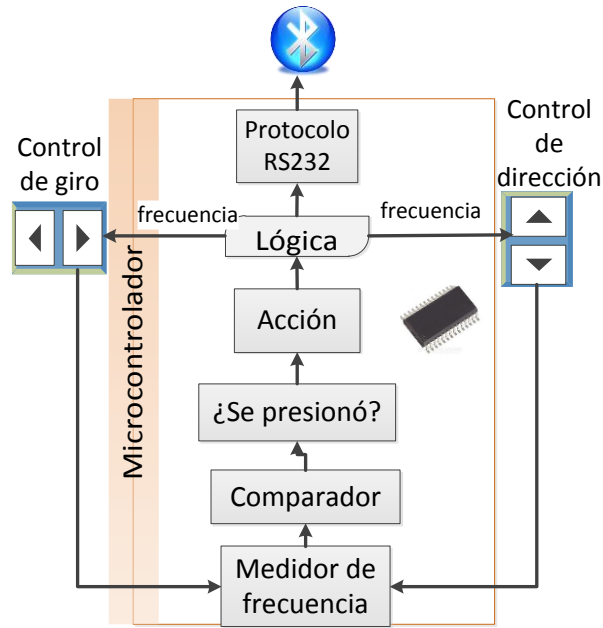 Protocolo
RS232
Control
de giro
Control
de
dirección
frecuencia
frecuencia
Lógica
Acción
Microcontrolador
¿Se presionó?
Comparador
Medidor de
frecuencia